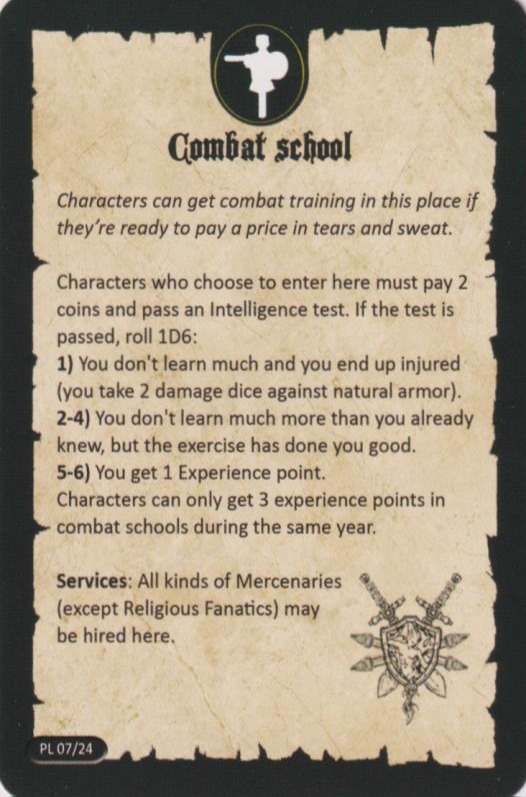 Combat school
Characters can get combat training in this place if
they're ready to pay a price in tears and sweat.
Characters who choose to enter here must pay 2
coins and pass an Intelligence test. If the test is
passed, roll 1D6:
1) You don't learn much and you end up injured
(you take 2 damage dice against natural armor).
2-4) You don't learn much more than you already
knew, but the exercise has done you good.
5-6) You get 1 Experience point.
Characters can only get 3 experience points in
combat schools during the same year.
Services: All kinds of Mercenaries
(except Religious Fanatics) may
be hired here.
PL 07/24